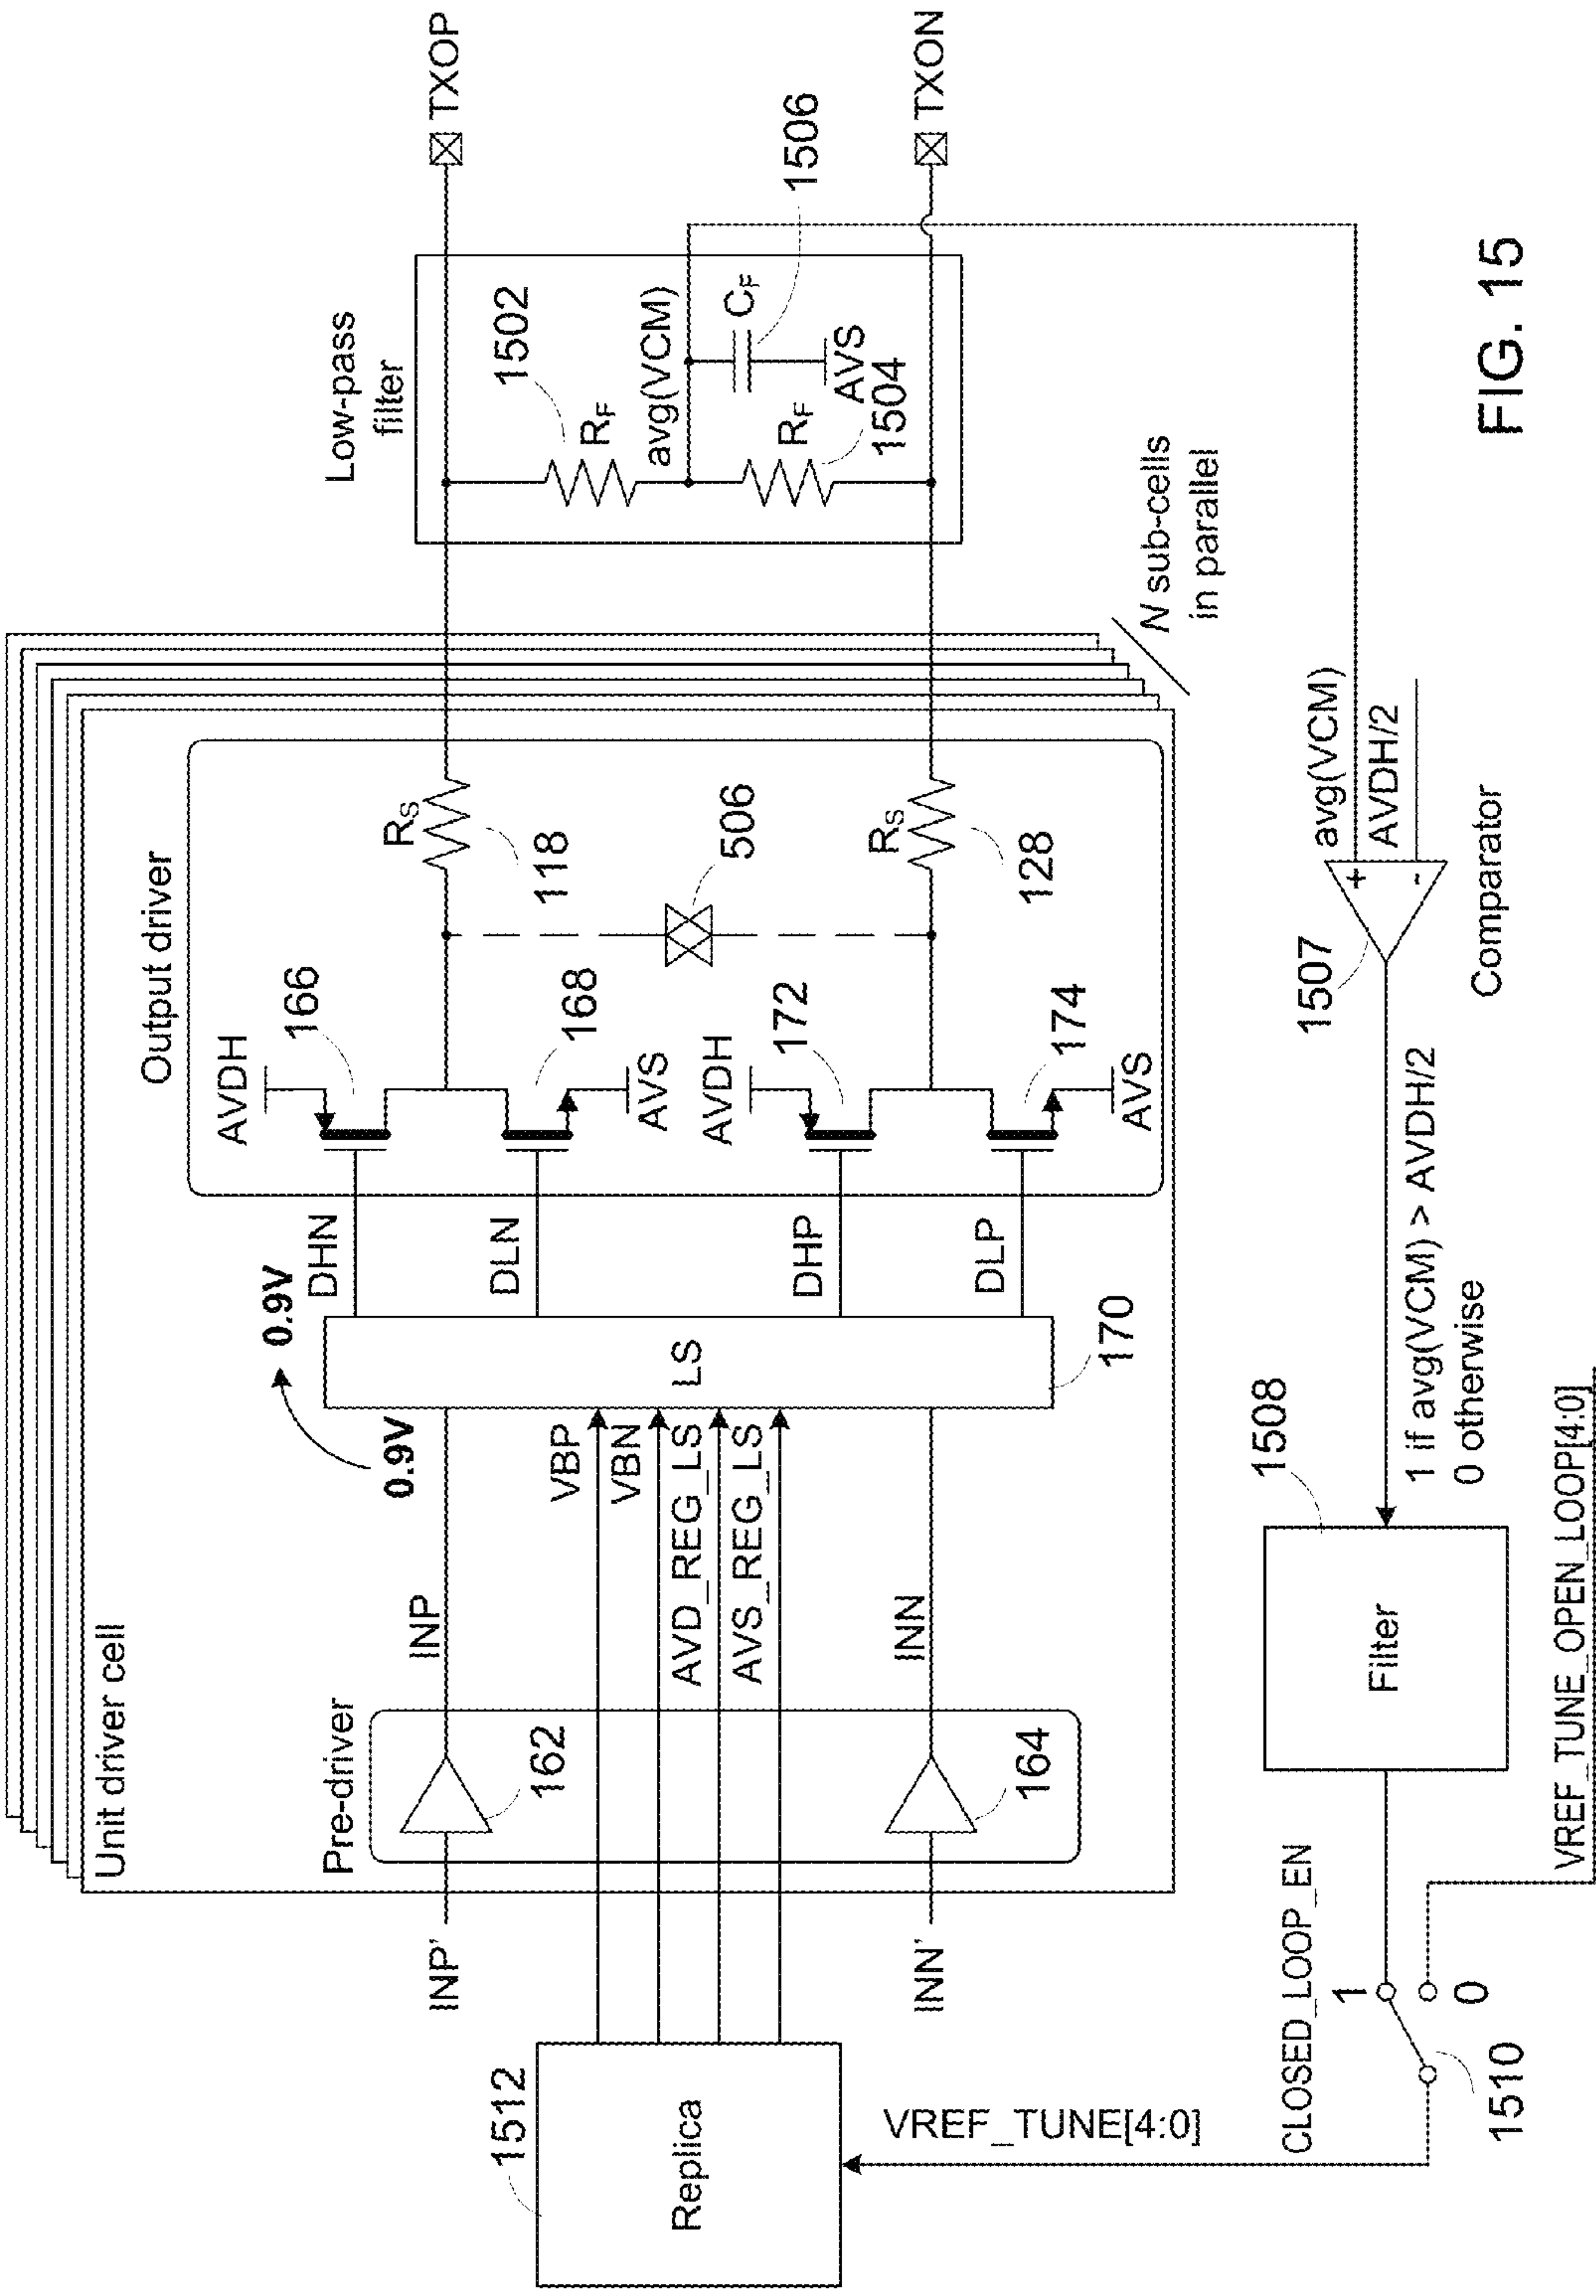 Unit driver cell
Output driver
Low-pass
filter
Pre-driver
0.9V
0.9V
AVDH
166
RS
118
1502
RF
TXOP
INP'
162
INP
DHN
168
AVS
avg(VCM)
CF
1506
1512
Replica
VBP
VBN
AVD_REG_LS
AVS_REG_LS
LS
DLN
506
AVDH
172
DHP
RF
AVS
1504
INN'
164
INN
DLP
174
AVS
RS
128
TXON
170
N sub-cells
in parallel
VREF_TUNE[4:0]
CLOSED_LOOP_EN
1
0
1510
1508
Filter
1 if avg(VCM) > AVDH/2
0 otherwise
1507
+
-
avg(VCM)
AVDH/2
Comparator
VREF_TUNE_OPEN_LOOP[4:0]
FIG. 15